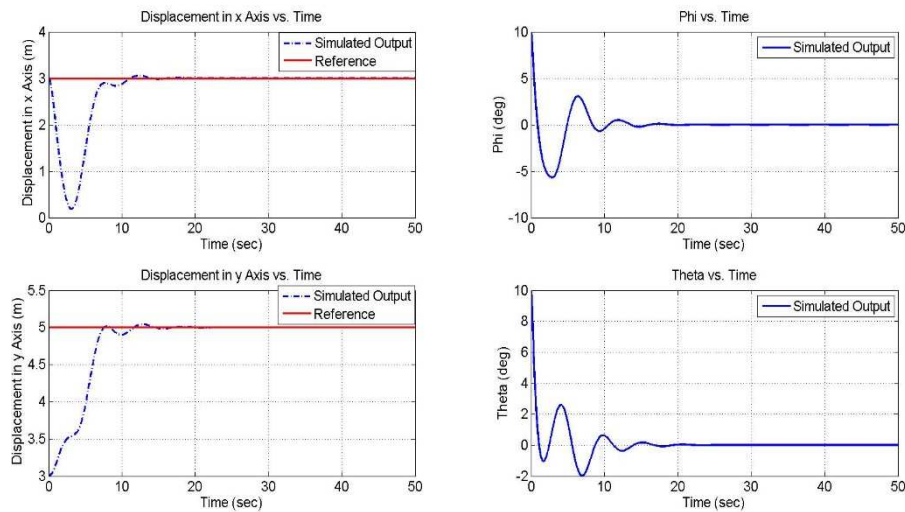 Displacement in x Axis vs. Time
Displacement in x Axis (m)
4
3
2
1
0
Simulated Output
Reference
0 10 20 30 40 50
Time (sec)
Phi vs. Time
Phi (deg)
10
5
0
-5
-10
Simulated Output
0 10 20 30 40 50
Time (sec)
Displacement in y Axis vs. Time
Displacement in y Axis (m)
5.5
5
4.5
4
3.5
3
Simulated Output
Reference
0 10 20 30 40 50
Time (sec)
Theta vs. Time
Theta (deg)
10
8
6
4
2
0
-2
Simulated Output
0 10 20 30 40 50
Time (sec)